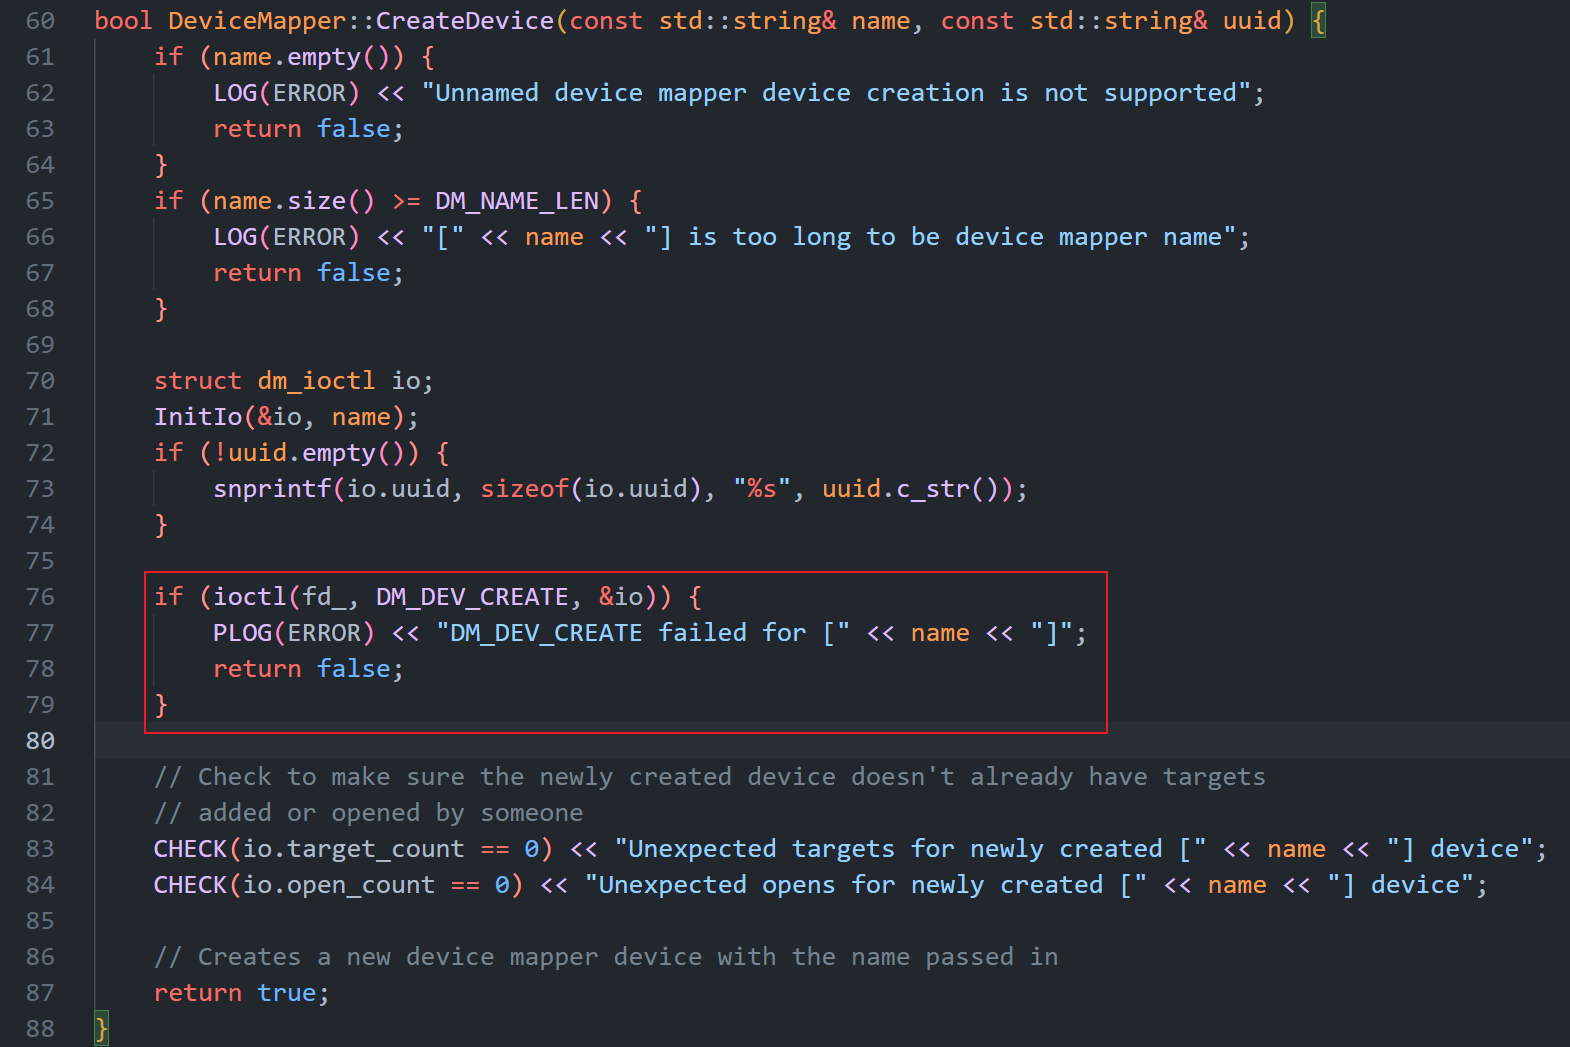 60 bool DeviceMapper::CreateDevice(const std::string& name, const std::string& uuid) {
61     if (name.empty()) {
62         LOG(ERROR) << "Unnamed device mapper device creation is not supported";
63         return false;
64     }
65     if (name.size() >= DM_NAME_LEN) {
66         LOG(ERROR) << "[" << name << "] is too long to be device mapper name";
67         return false;
68     }
69
70     struct dm_ioctl io;
71     InitIo(&io, name);
72     if (!uuid.empty()) {
73         snprintf(io.uuid, sizeof(io.uuid), "%s", uuid.c_str());
74     }
75
76     if (ioctl(fd_, DM_DEV_CREATE, &io)) {
77         PLOG(ERROR) << "DM_DEV_CREATE failed for [" << name << "]";
78         return false;
79     }
80
81     // Check to make sure the newly created device doesn't already have targets
82     // added or opened by someone
83     CHECK(io.target_count == 0) << "Unexpected targets for newly created [" << name << "] device";
84     CHECK(io.open_count == 0) << "Unexpected opens for newly created [" << name << "] device";
85
86     // Creates a new device mapper device with the name passed in
87     return true;
88 }